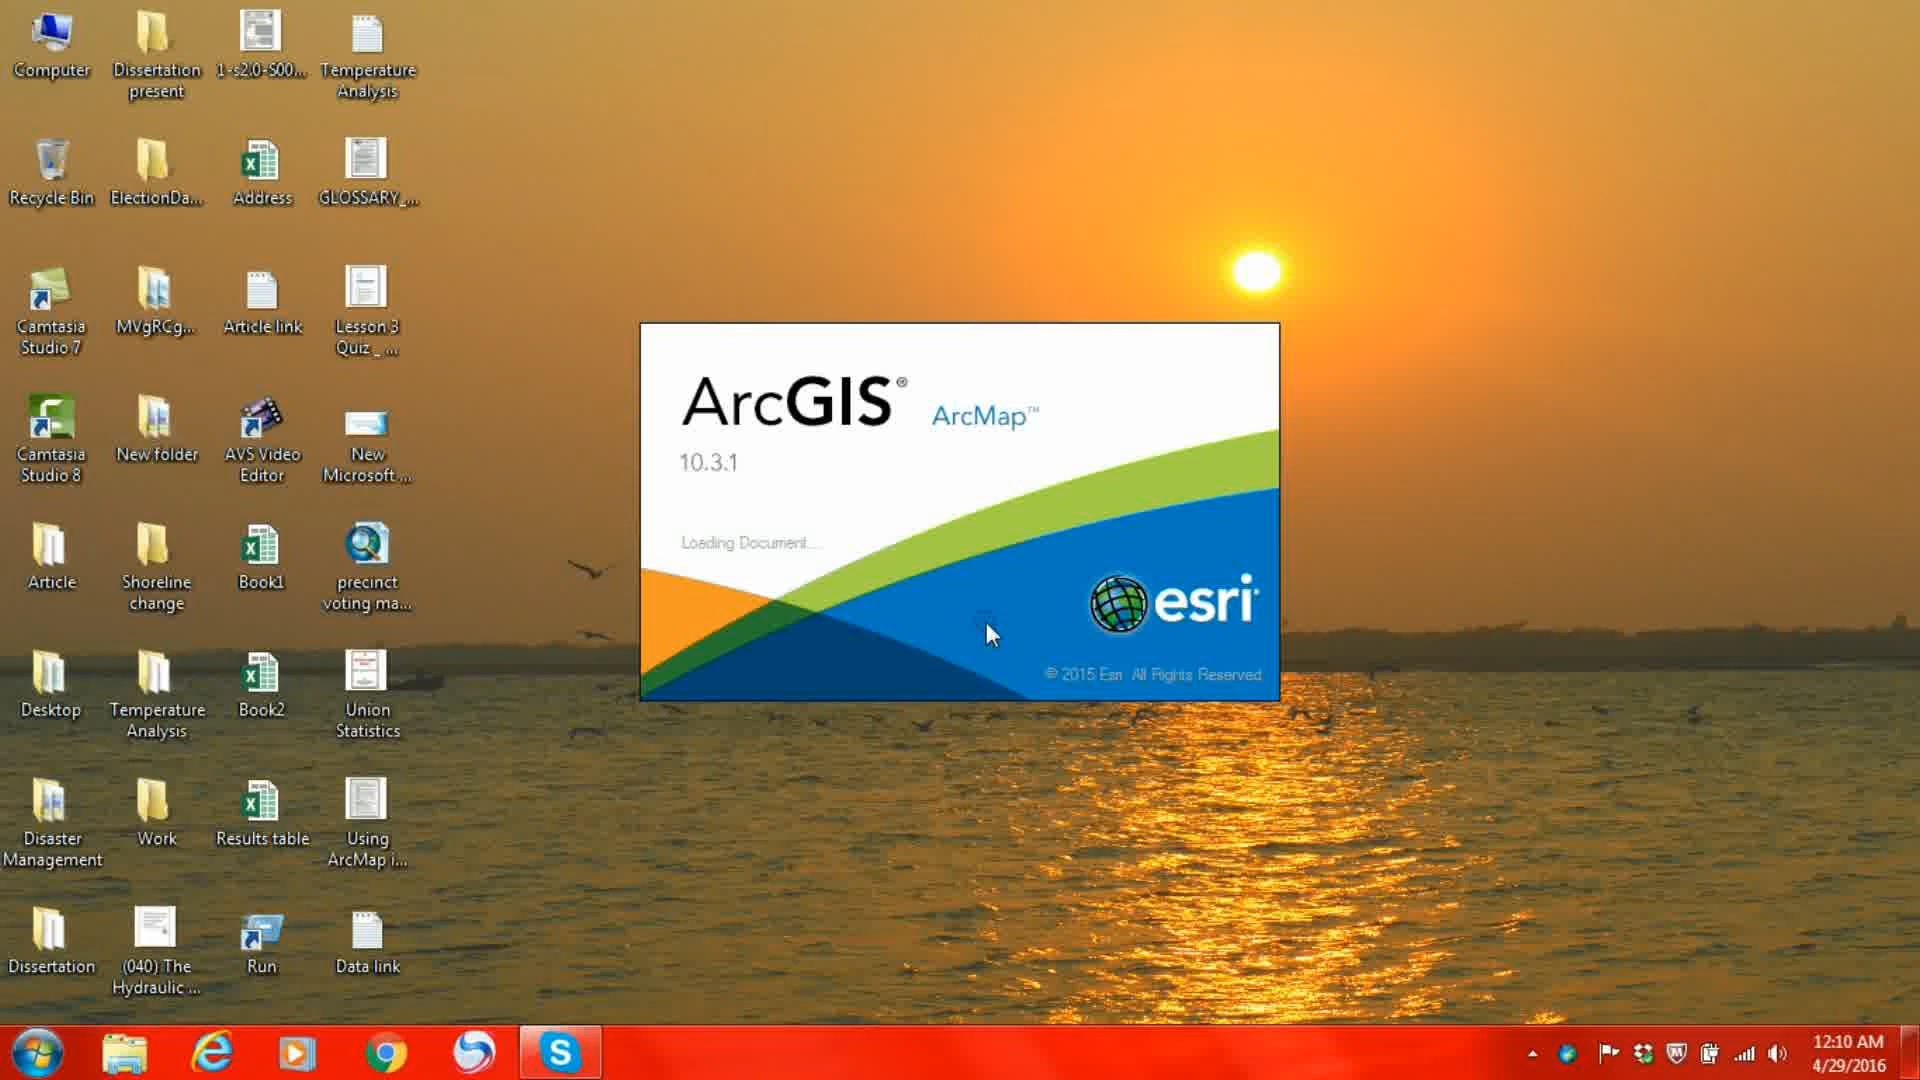 Computer
Dissertation
present
1-s2.0-S00...
Temperature
Analysis
Recycle Bin
ElectionDa...
Address
GLOSSARY_...
Camtasia
Studio 7
MVgRCg...
Article link
Lesson 3
Quiz _ ...
Camtasia
Studio 8
New folder
AVS Video
Editor
New
Microsoft ...
Article
Shoreline
change
Book1
precinct
voting ma...
Desktop
Temperature
Analysis
Book2
Union
Statistics
Disaster
Management
Work
Results table
Using
ArcMap i...
Dissertation
(040) The
Hydraulic ...
Run
Data link
ArcGIS® ArcMap™
10.3.1
Loading Document...
esri
© 2015 Esri All Rights Reserved
12:10 AM
4/29/2016